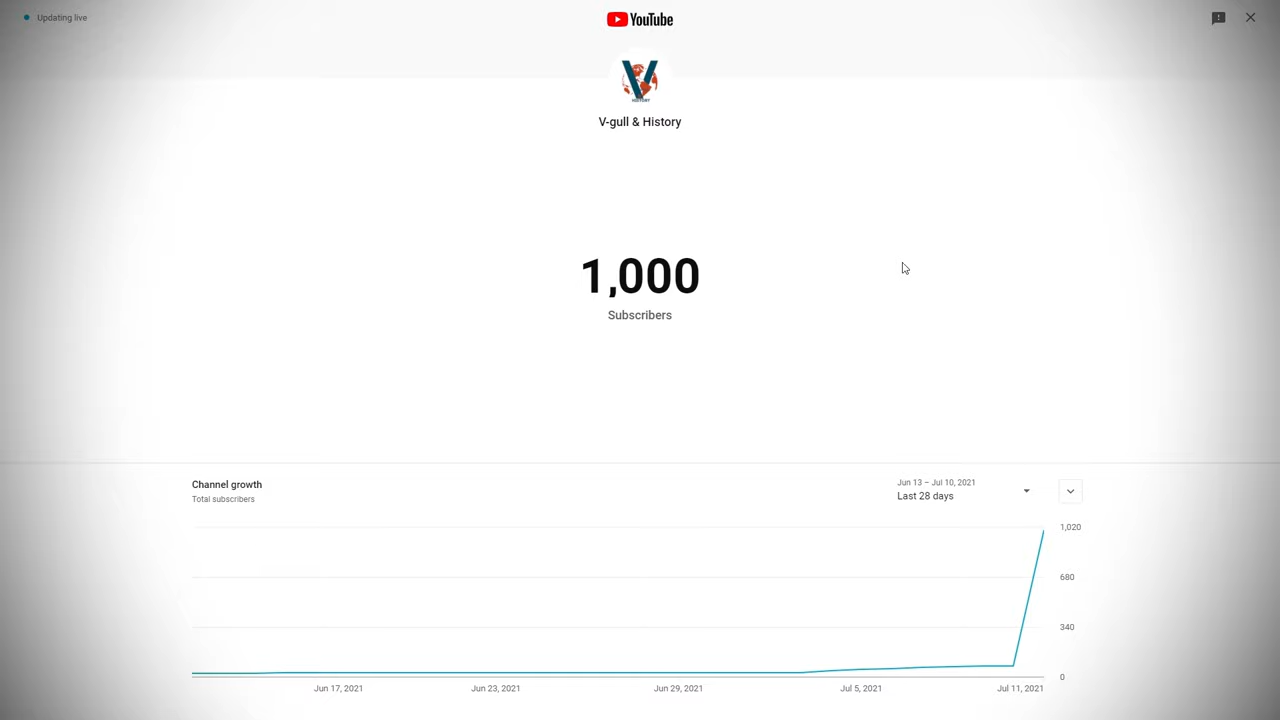 Updating live
YouTube
V
HISTORY
V-gull & History
1,000
Subscribers
Channel growth
Total subscribers
Jun 13 – Jul 10, 2021
Last 28 days
1,020
680
340
0
Jun 17, 2021
Jun 23, 2021
Jun 29, 2021
Jul 5, 2021
Jul 11, 2021